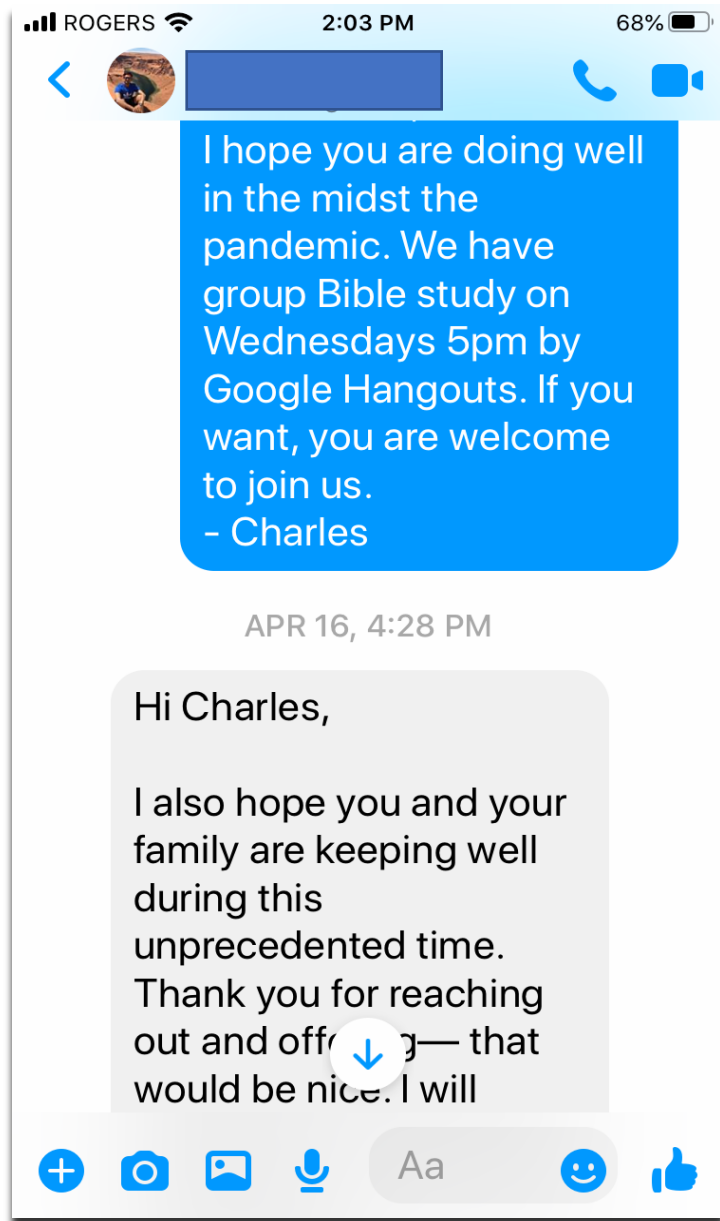 ROGERS 2:03 PM 68%
I hope you are doing well
in the midst the
pandemic. We have
group Bible study on
Wednesdays 5pm by
Google Hangouts. If you
want, you are welcome
to join us.
- Charles
APR 16, 4:28 PM
Hi Charles,
I also hope you and your
family are keeping well
during this
unprecedented time.
Thank you for reaching
out and — that
would be nice. I will
Aa